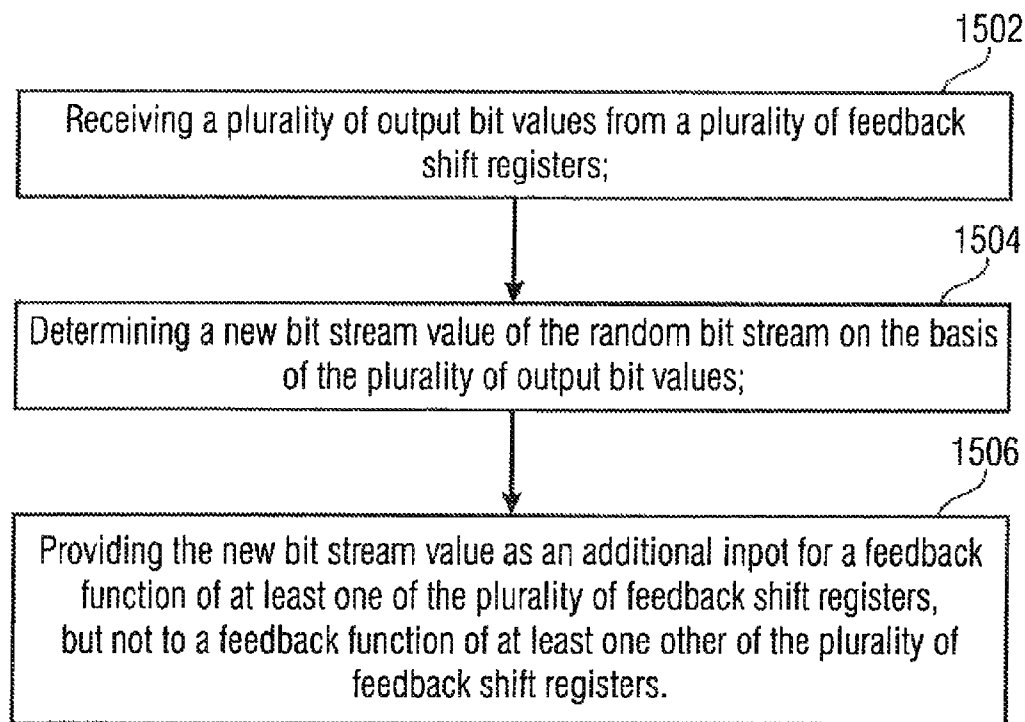 1502
Receiving a plurality of output bit values from a plurality of feedback
shift registers;
1504
Determining a new bit stream value of the random bit stream on the basis
of the plurality of output bit values;
1506
Providing the new bit stream value as an additional inpot for a feedback
function of at least one of the plurality of feedback shift registers,
but not to a feedback function of at least one other of the plurality of
feedback shift registers.